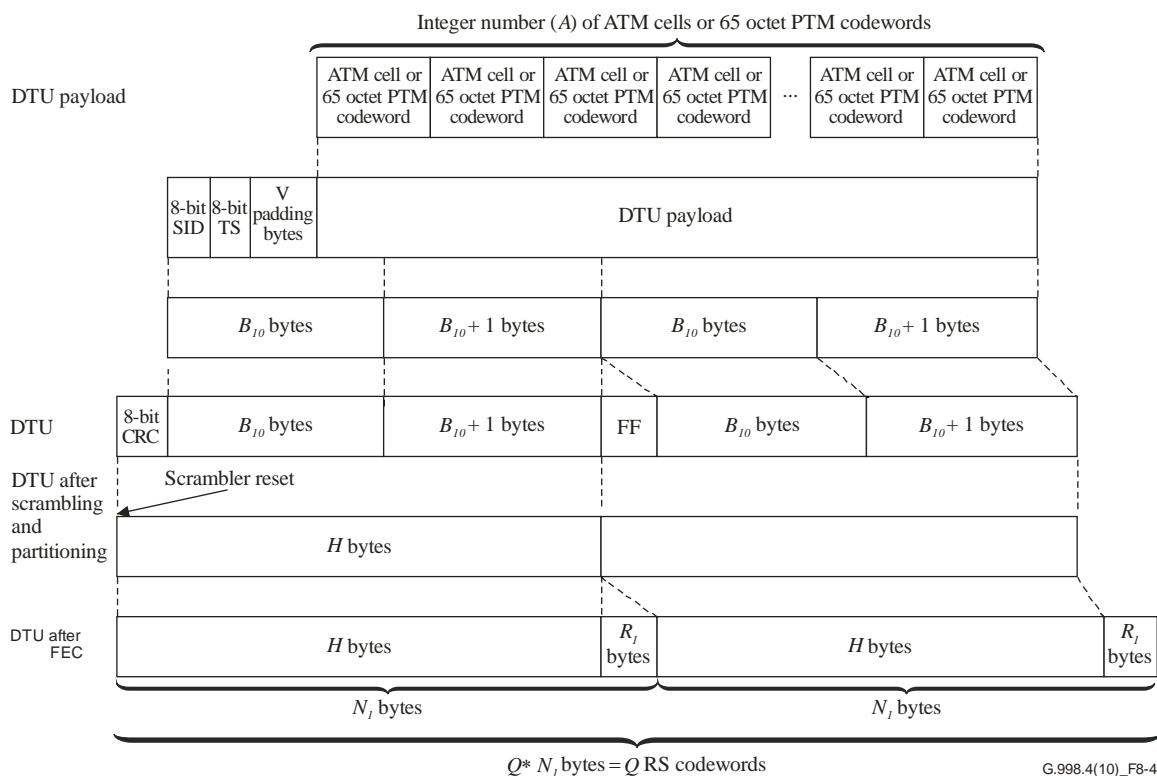 Integer number (A) of ATM cells or 65 octet PTM codewords
DTU payload
ATM cell or 65 octet PTM codeword
ATM cell or 65 octet PTM codeword
ATM cell or 65 octet PTM codeword
ATM cell or 65 octet PTM codeword
...
ATM cell or 65 octet PTM codeword
ATM cell or 65 octet PTM codeword
8-bit SID
8-bit TS
V padding bytes
DTU payload
B10 bytes
B10 + 1 bytes
B10 bytes
B10 + 1 bytes
DTU
8-bit CRC
B10 bytes
B10 + 1 bytes
FF
B10 bytes
B10 + 1 bytes
DTU after scrambling and partitioning
Scrambler reset
H bytes
DTU after FEC
H bytes
R1 bytes
H bytes
R1 bytes
N1 bytes
N1 bytes
Q* N1 bytes = Q RS codewords
G.998.4(10)_F8-4